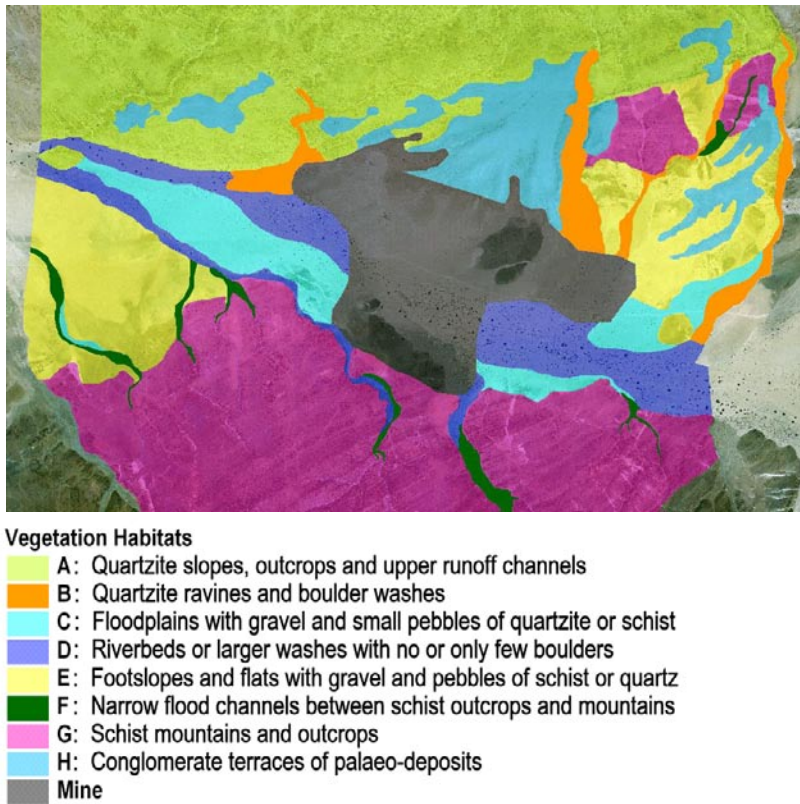 Vegetation Habitats
A: Quartzite slopes, outcrops and upper runoff channels
B: Quartzite ravines and boulder washes
C: Floodplains with gravel and small pebbles of quartzite or schist
D: Riverbeds or larger washes with no or only few boulders
E: Footslopes and flats with gravel and pebbles of schist or quartz
F: Narrow flood channels between schist outcrops and mountains
G: Schist mountains and outcrops
H: Conglomerate terraces of palaeo-deposits
Mine